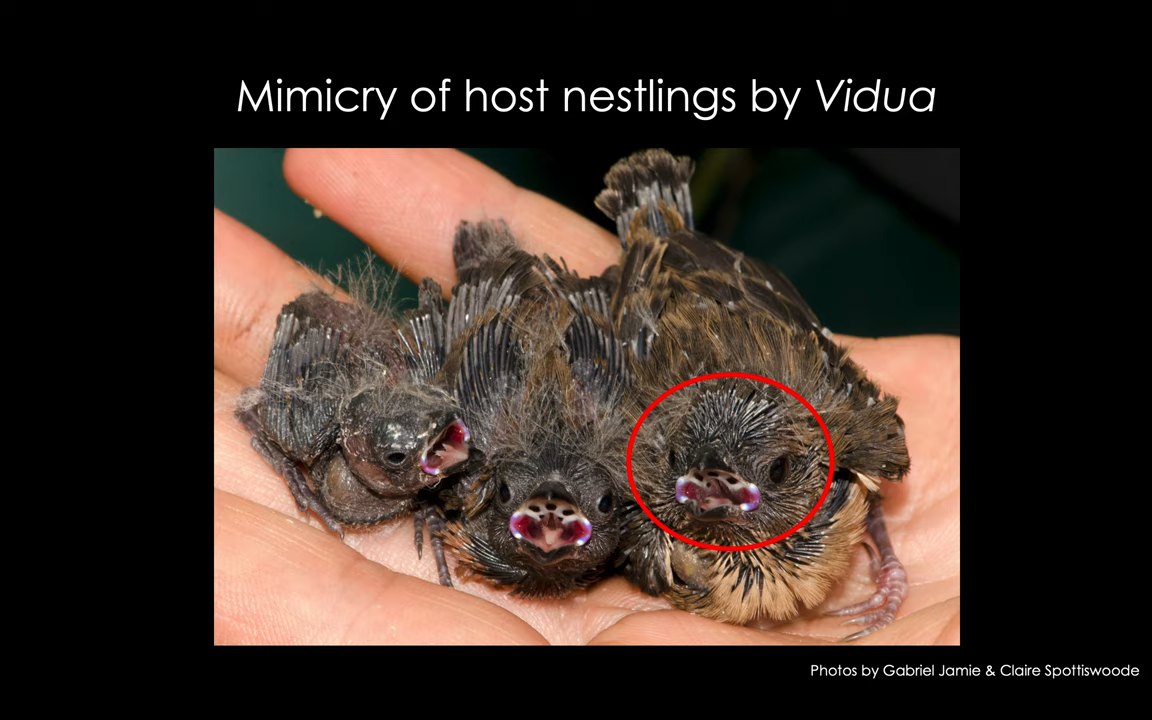 Mimicry of host nestlings by Vidua
Photos by Gabriel Jamie & Claire Spottiswoode